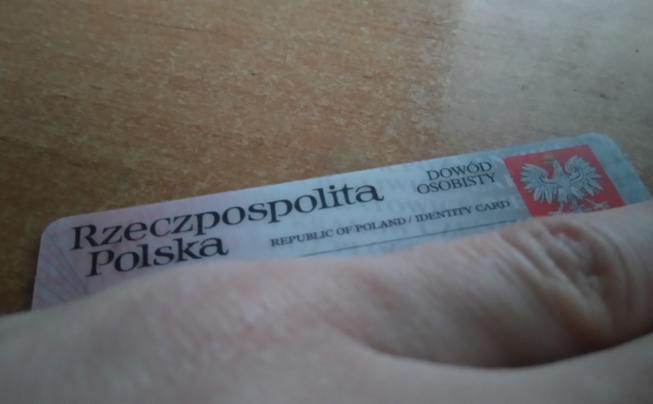 Rzeczpospolita
Polska
DOWÓD
OSOBISTY
REPUBLIC OF POLAND / IDENTITY CARD